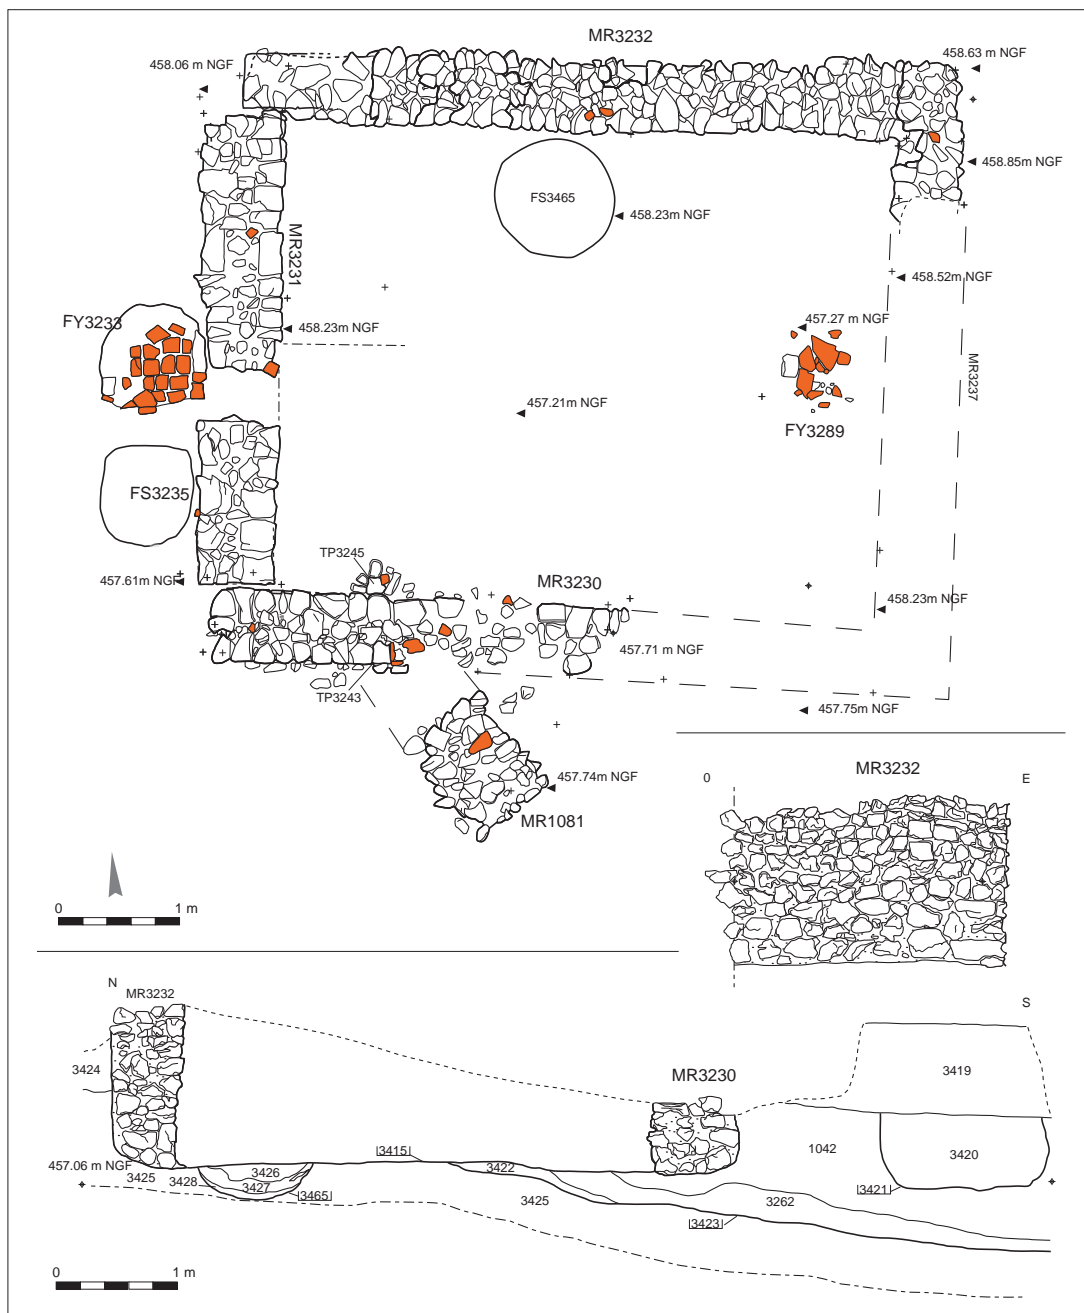 MR3232
458.06 m NGF
458.63 m NGF
458.85m NGF
FS3465
458.23m NGF
MR3231
458.52m NGF
FY3233
458.23m NGF
457.27 m NGF
MR3237
457.21m NGF
FY3289
FS3235
TP3245
457.61m NGF
MR3230
458.23m NGF
457.71 m NGF
TP3243
457.75m NGF
457.74m NGF
MR1081
0 1 m
MR3232
0 E
N
MR3232
S
3424
3419
MR3230
3415
1042
3420
457.06 m NGF
3426
3422
3425
3428
3427
3465
3425
3262
3421
3423
0 1 m